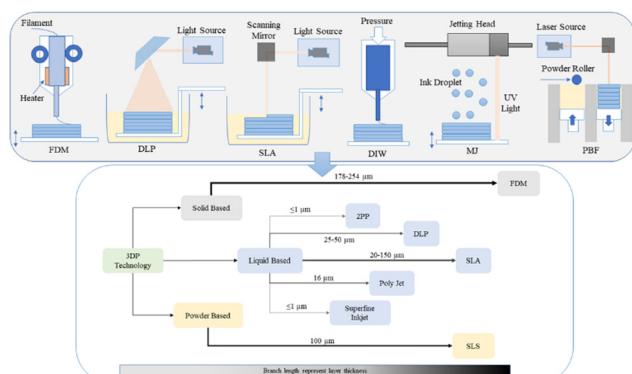 Filament
Heater
FDM
Light Source
DLP
Scanning
Mirror
Light Source
SLA
Pressure
DIW
Jetting Head
Ink Droplet
UV
Light
MJ
Laser Source
Powder Roller
PBF
178-254 μm
Solid Based
FDM
≤1 μm
2PP
25-50 μm
DLP
3DP
Technology
Liquid Based
20-150 μm
SLA
16 μm
Poly Jet
≤1 μm
Superfine
Inkjet
Powder Based
100 μm
SLS
Branch length represent layer thickness